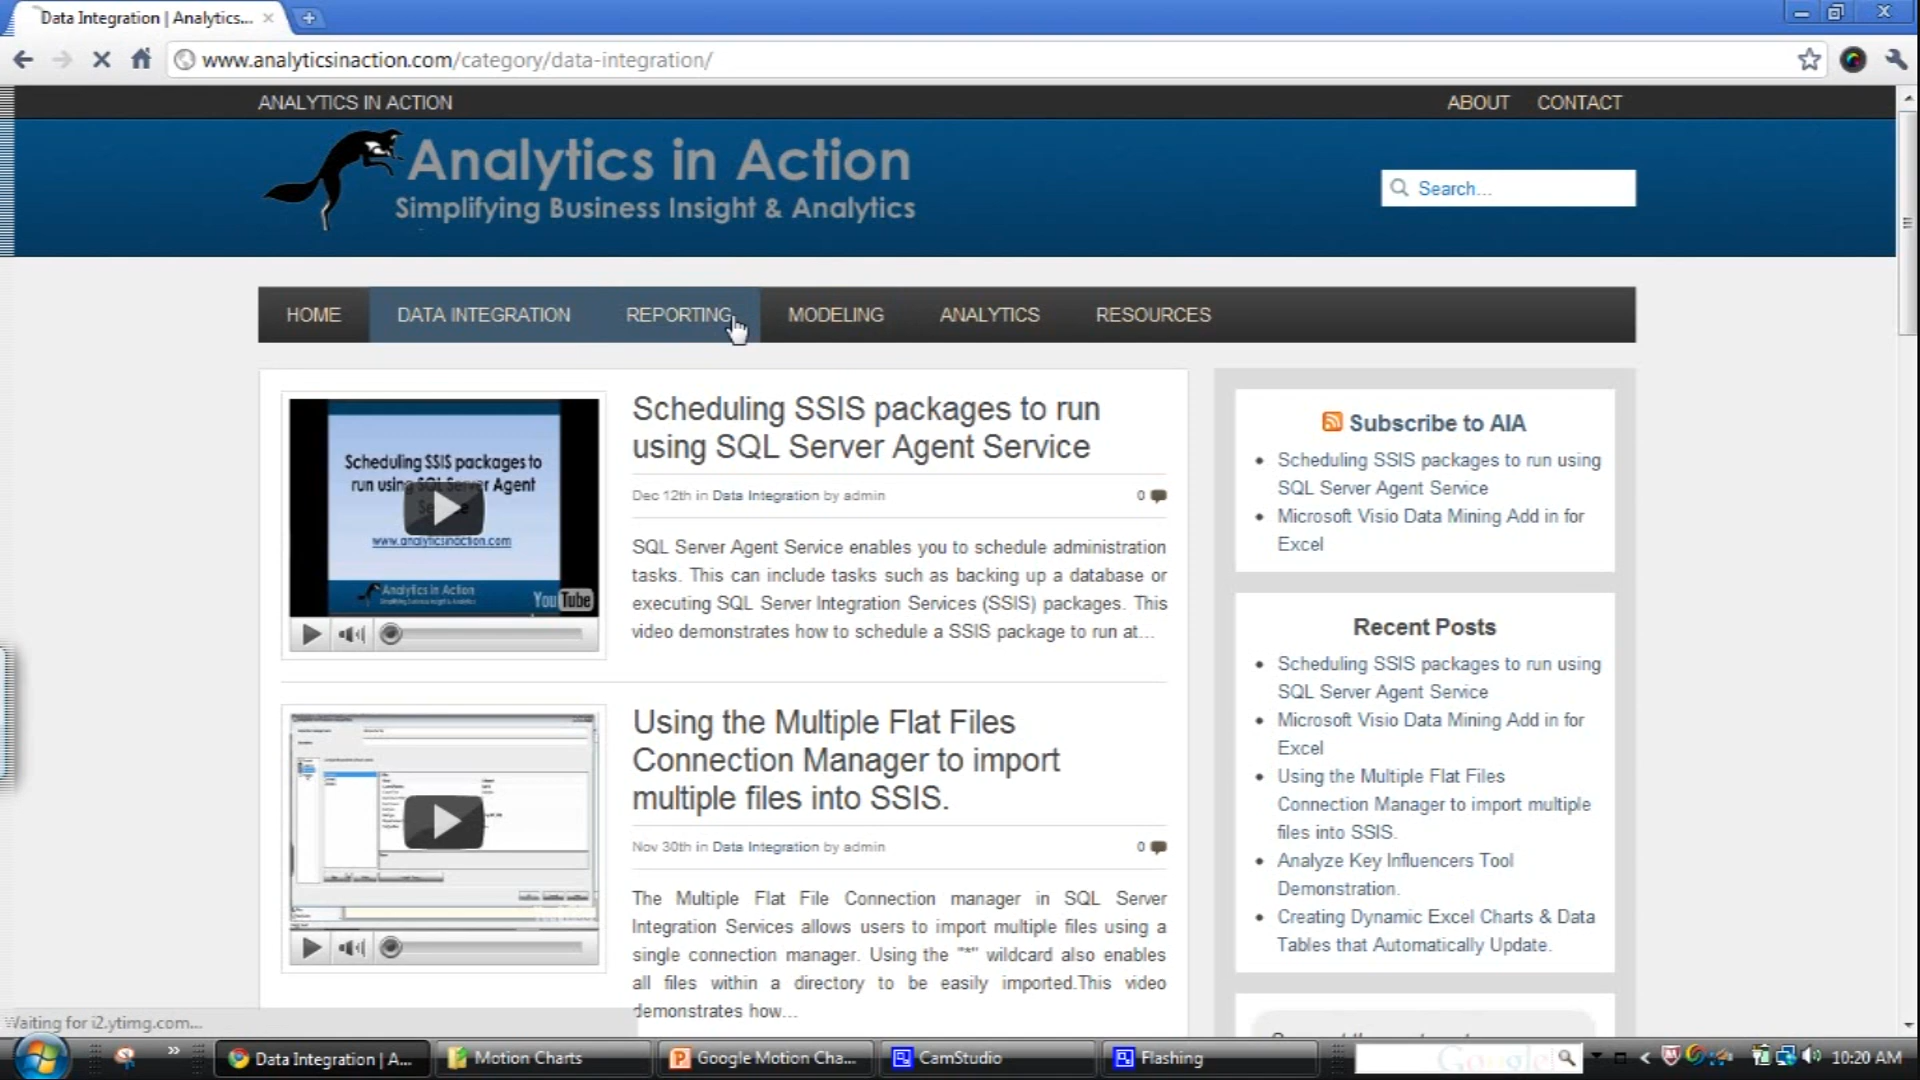 Data Integration | Analytics...
www.analyticsinaction.com/category/data-integration/
ANALYTICS IN ACTION
ABOUT CONTACT
Analytics in Action
Simplifying Business Insight & Analytics
Search...
HOME DATA INTEGRATION REPORTING MODELING ANALYTICS RESOURCES
Scheduling SSIS packages to
run using SQL Server Agent
www.analyticsinaction.com
Analytics in Action
YouTube
Scheduling SSIS packages to run
using SQL Server Agent Service
Dec 12th in Data Integration by admin
0
SQL Server Agent Service enables you to schedule administration
tasks. This can include tasks such as backing up a database or
executing SQL Server Integration Services (SSIS) packages. This
video demonstrates how to schedule a SSIS package to run at...
Using the Multiple Flat Files
Connection Manager to import
multiple files into SSIS.
Nov 30th in Data Integration by admin
0
The Multiple Flat File Connection manager in SQL Server
Integration Services allows users to import multiple files using a
single connection manager. Using the "*" wildcard also enables
all files within a directory to be easily imported.This video
demonstrates how...
Subscribe to AIA
Scheduling SSIS packages to run using
SQL Server Agent Service
Microsoft Visio Data Mining Add in for
Excel
Recent Posts
Scheduling SSIS packages to run using
SQL Server Agent Service
Microsoft Visio Data Mining Add in for
Excel
Using the Multiple Flat Files
Connection Manager to import multiple
files into SSIS.
Analyze Key Influencers Tool
Demonstration.
Creating Dynamic Excel Charts & Data
Tables that Automatically Update.
Waiting for i2.ytimg.com...
Data Integration | A...
Motion Charts
Google Motion Cha...
CamStudio
Flashing
Google
10:20 AM